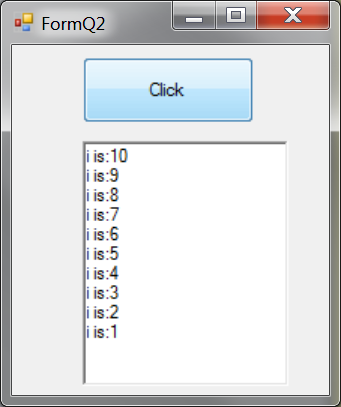 FormQ2
Click
i is:10
i is:9
i is:8
i is:7
i is:6
i is:5
i is:4
i is:3
i is:2
i is:1